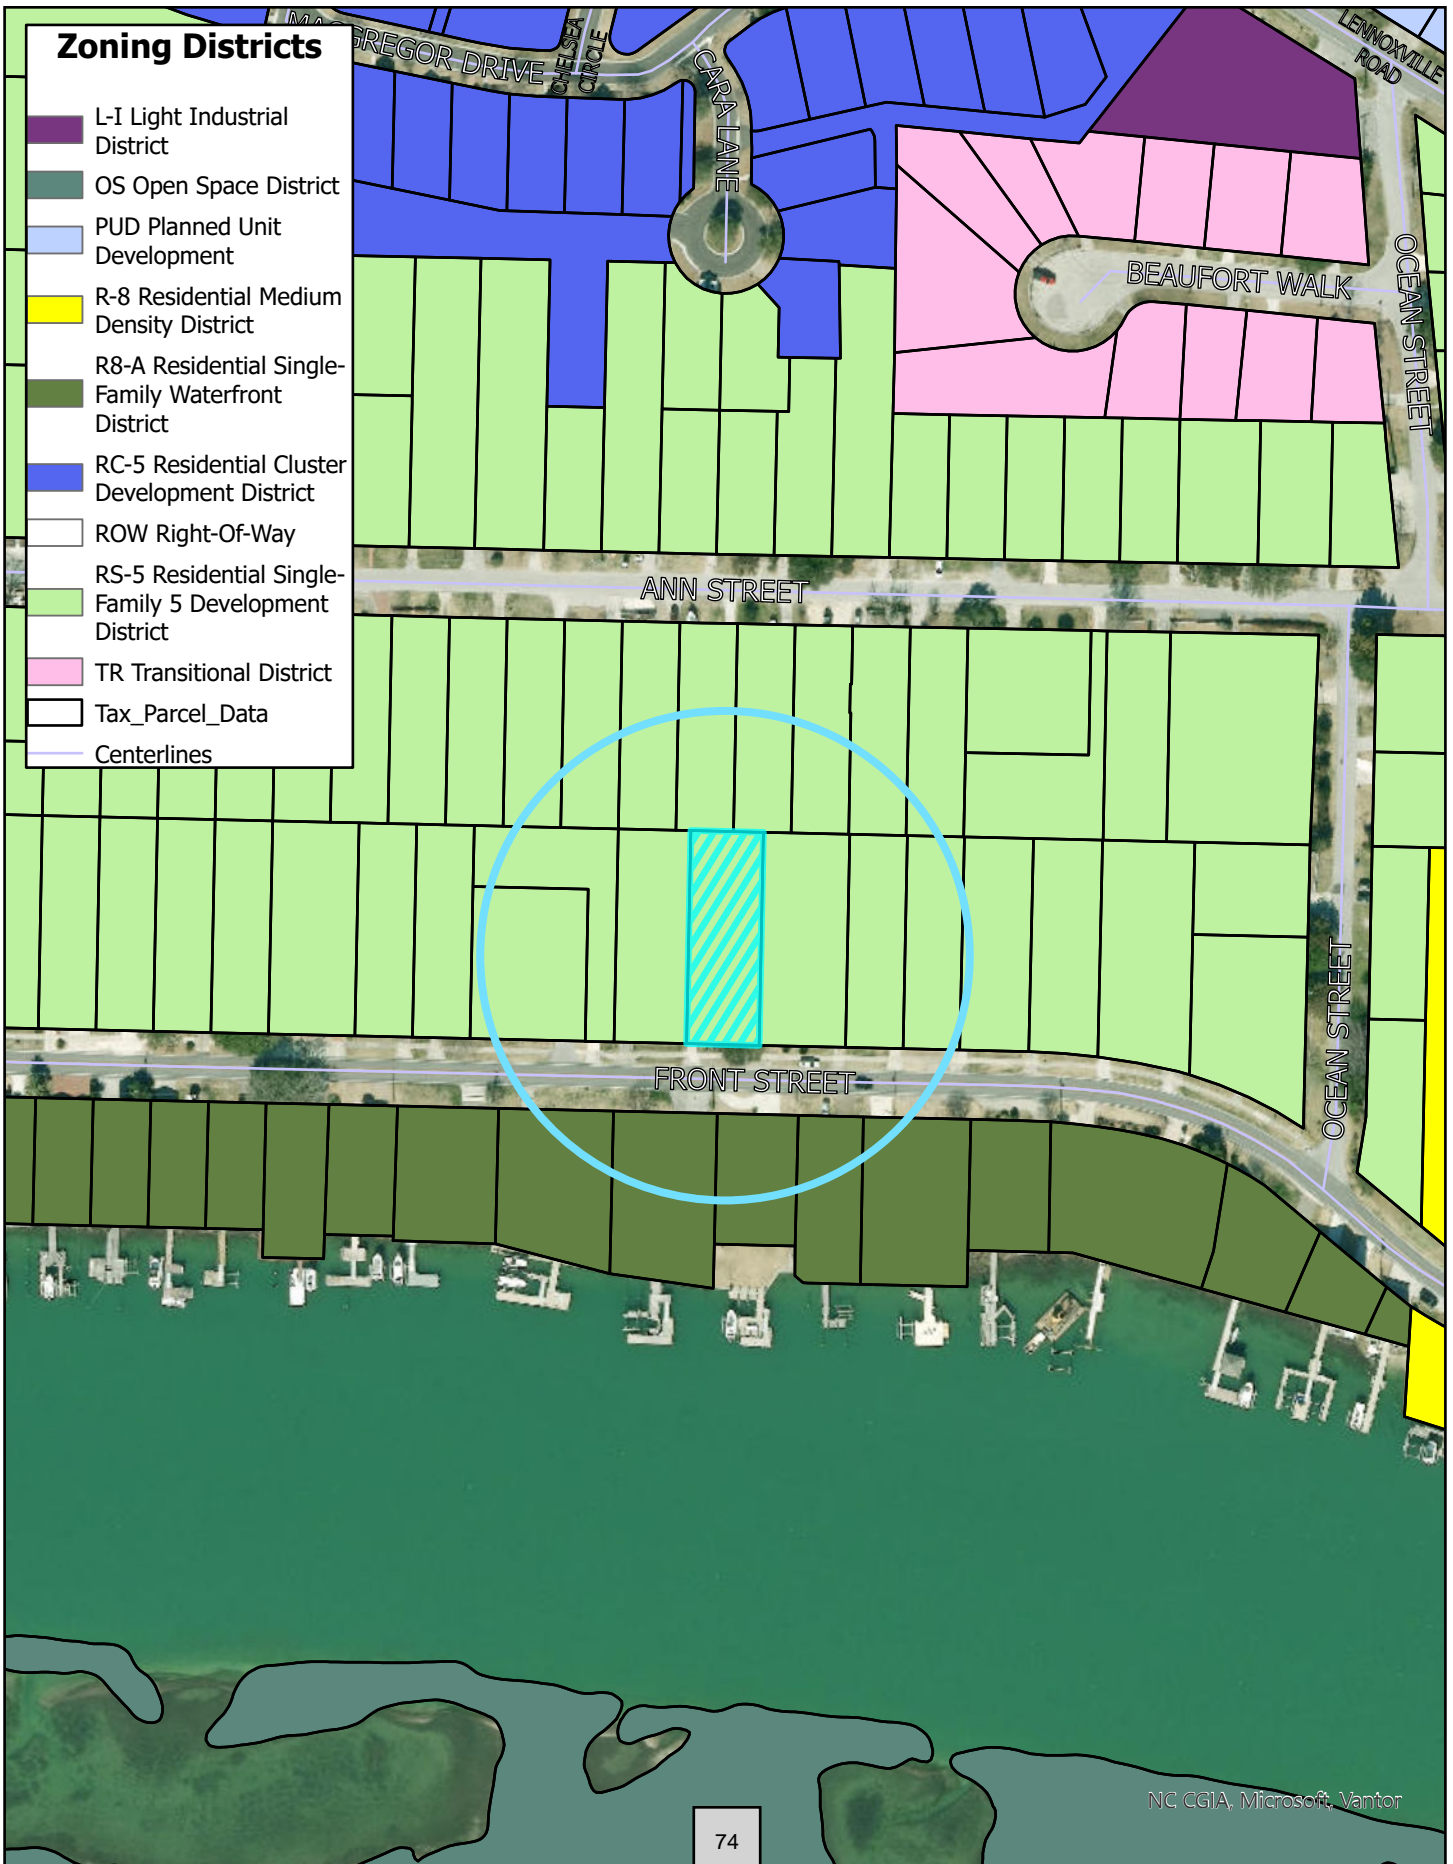 Zoning Districts
L-I Light Industrial
District
OS Open Space District
PUD Planned Unit
Development
R-8 Residential Medium
Density District
R8-A Residential Single-
Family Waterfront
District
RC-5 Residential Cluster
Development District
ROW Right-Of-Way
RS-5 Residential Single-
Family 5 Development
District
TR Transitional District
Tax_Parcel_Data
Centerlines
GREGOR DRIVE
CHELSEA
CIRCLE
CARA LANE
LENNOXVILLE
ROAD
BEAUFORT WALK
OCEAN STREET
ANN STREET
OCEAN STREET
FRONT STREET
NC CGIA, Microsoft, Vantor
74